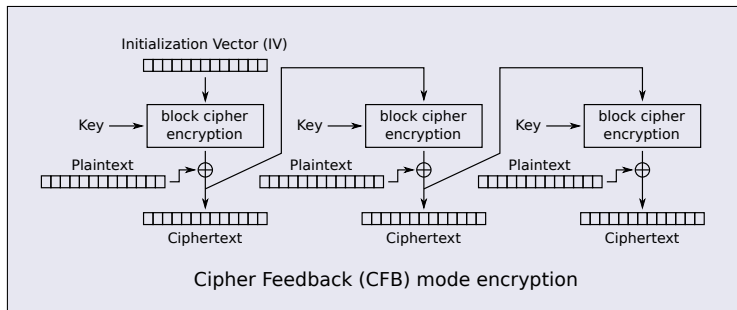 Initialization Vector (IV)
Key
block cipher
encryption
Key
block cipher
encryption
Key
block cipher
encryption
Plaintext
Plaintext
Plaintext
Ciphertext
Ciphertext
Ciphertext
Cipher Feedback (CFB) mode encryption